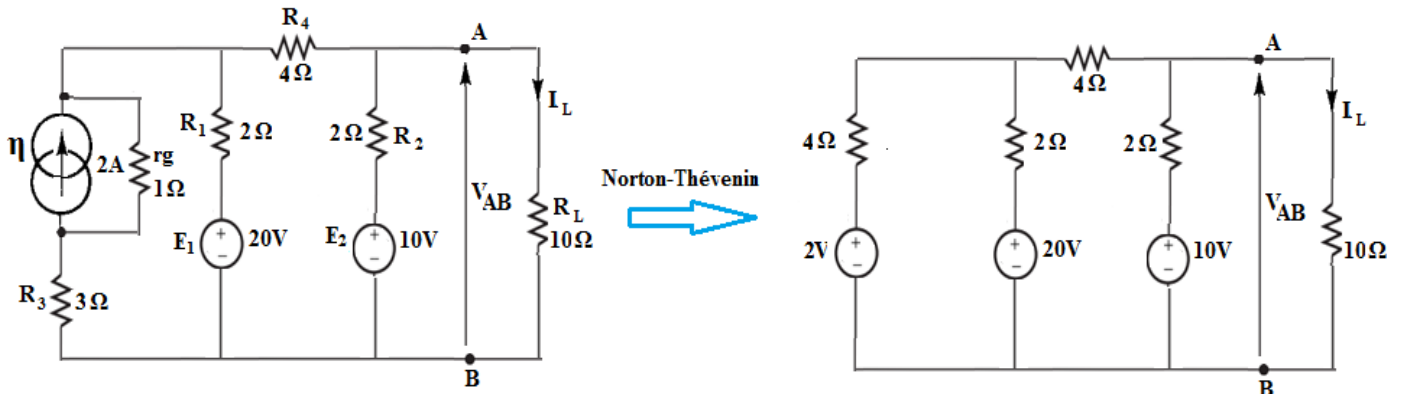 R4
4Ω
A
IL
R1 2Ω
2Ω R2
η
2A
rg
1Ω
VAB
RL
10Ω
E1 20V
E2 10V
R3 3Ω
B
Norton-Thévenin
A
4Ω
IL
4Ω
2Ω
2Ω
VAB
2V
20V
10V
10Ω
B